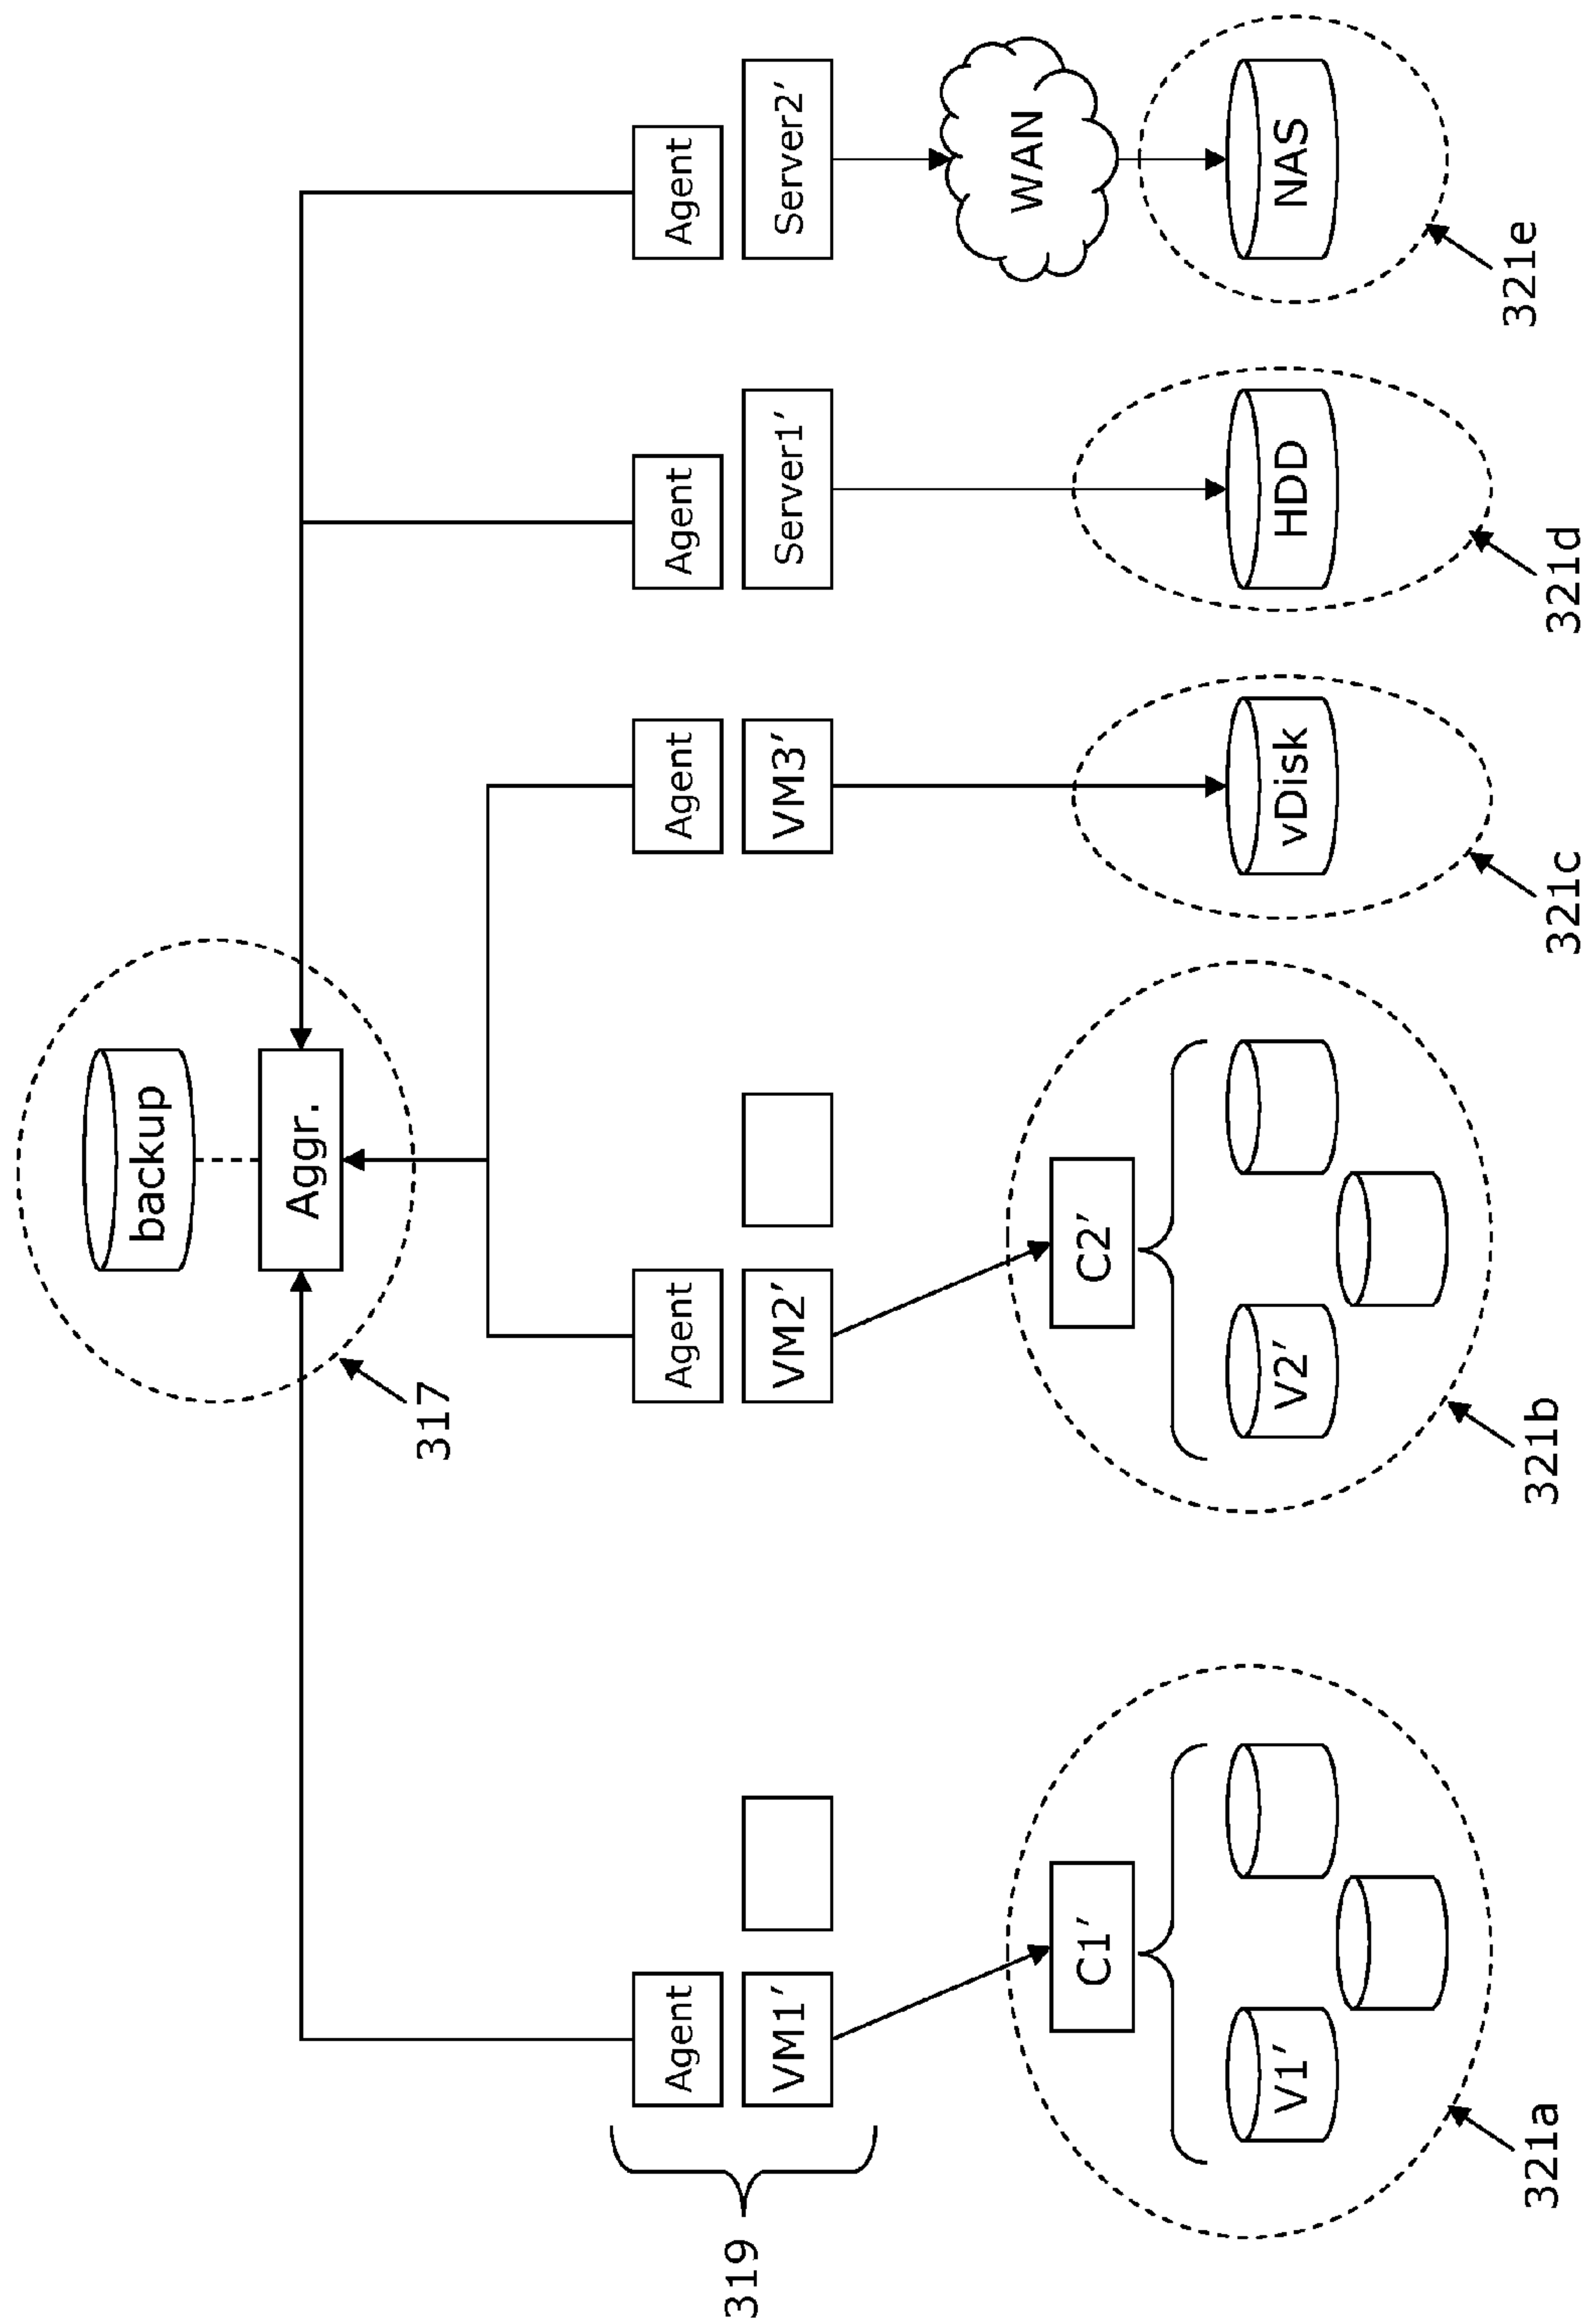 backup
Aggr.
317
Agent
Agent
Agent
Agent
Agent
VM1′
VM2′
VM3′
Server1′
Server2′
319
WAN
C1′
C2′
V1′
V2′
vDisk
HDD
NAS
321a
321b
321c
321d
321e